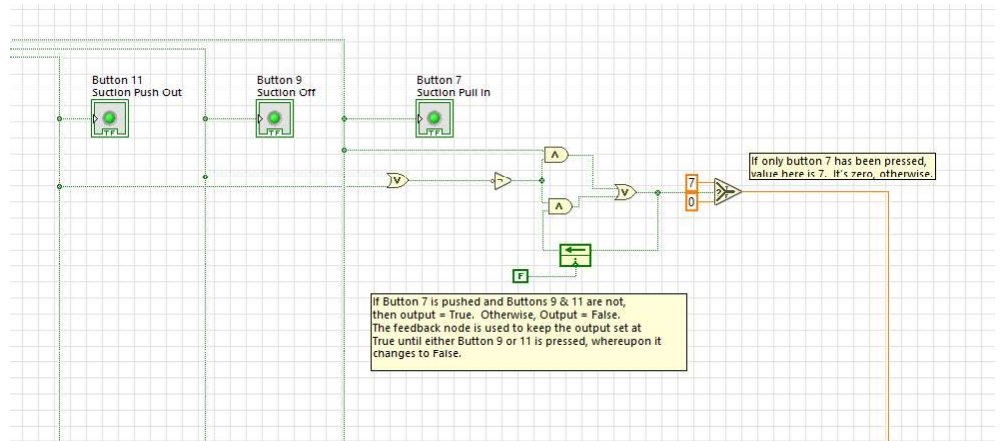 Button 11
Suction Push Out
Button 9
Suction Off
Button 7
Suction Pull In
TF
TF
TF
If only button 7 has been pressed,
value here is 7. It's zero, otherwise.
7
?
0
F
If Button 7 is pushed and Buttons 9 & 11 are not,
then output = True. Otherwise, Output = False.
The feedback node is used to keep the output set at
True until either Button 9 or 11 is pressed, whereupon it
changes to False.